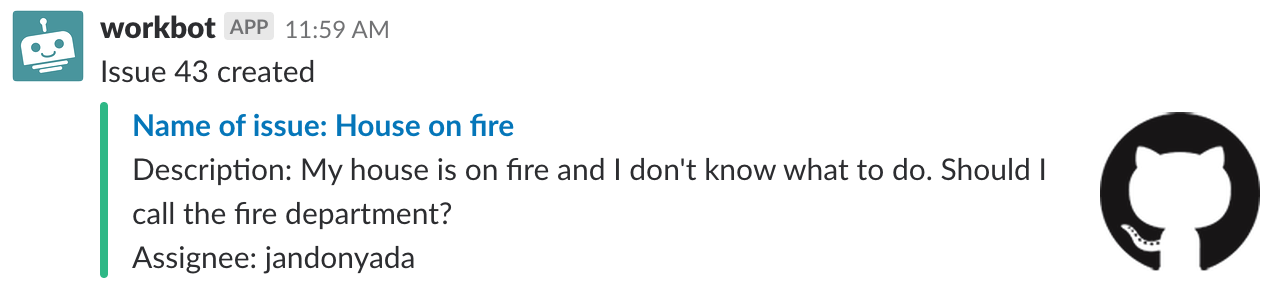 workbot APP 11:59 AM
Issue 43 created
Name of issue: House on fire
Description: My house is on fire and I don't know what to do. Should I
call the fire department?
Assignee: jandonyada